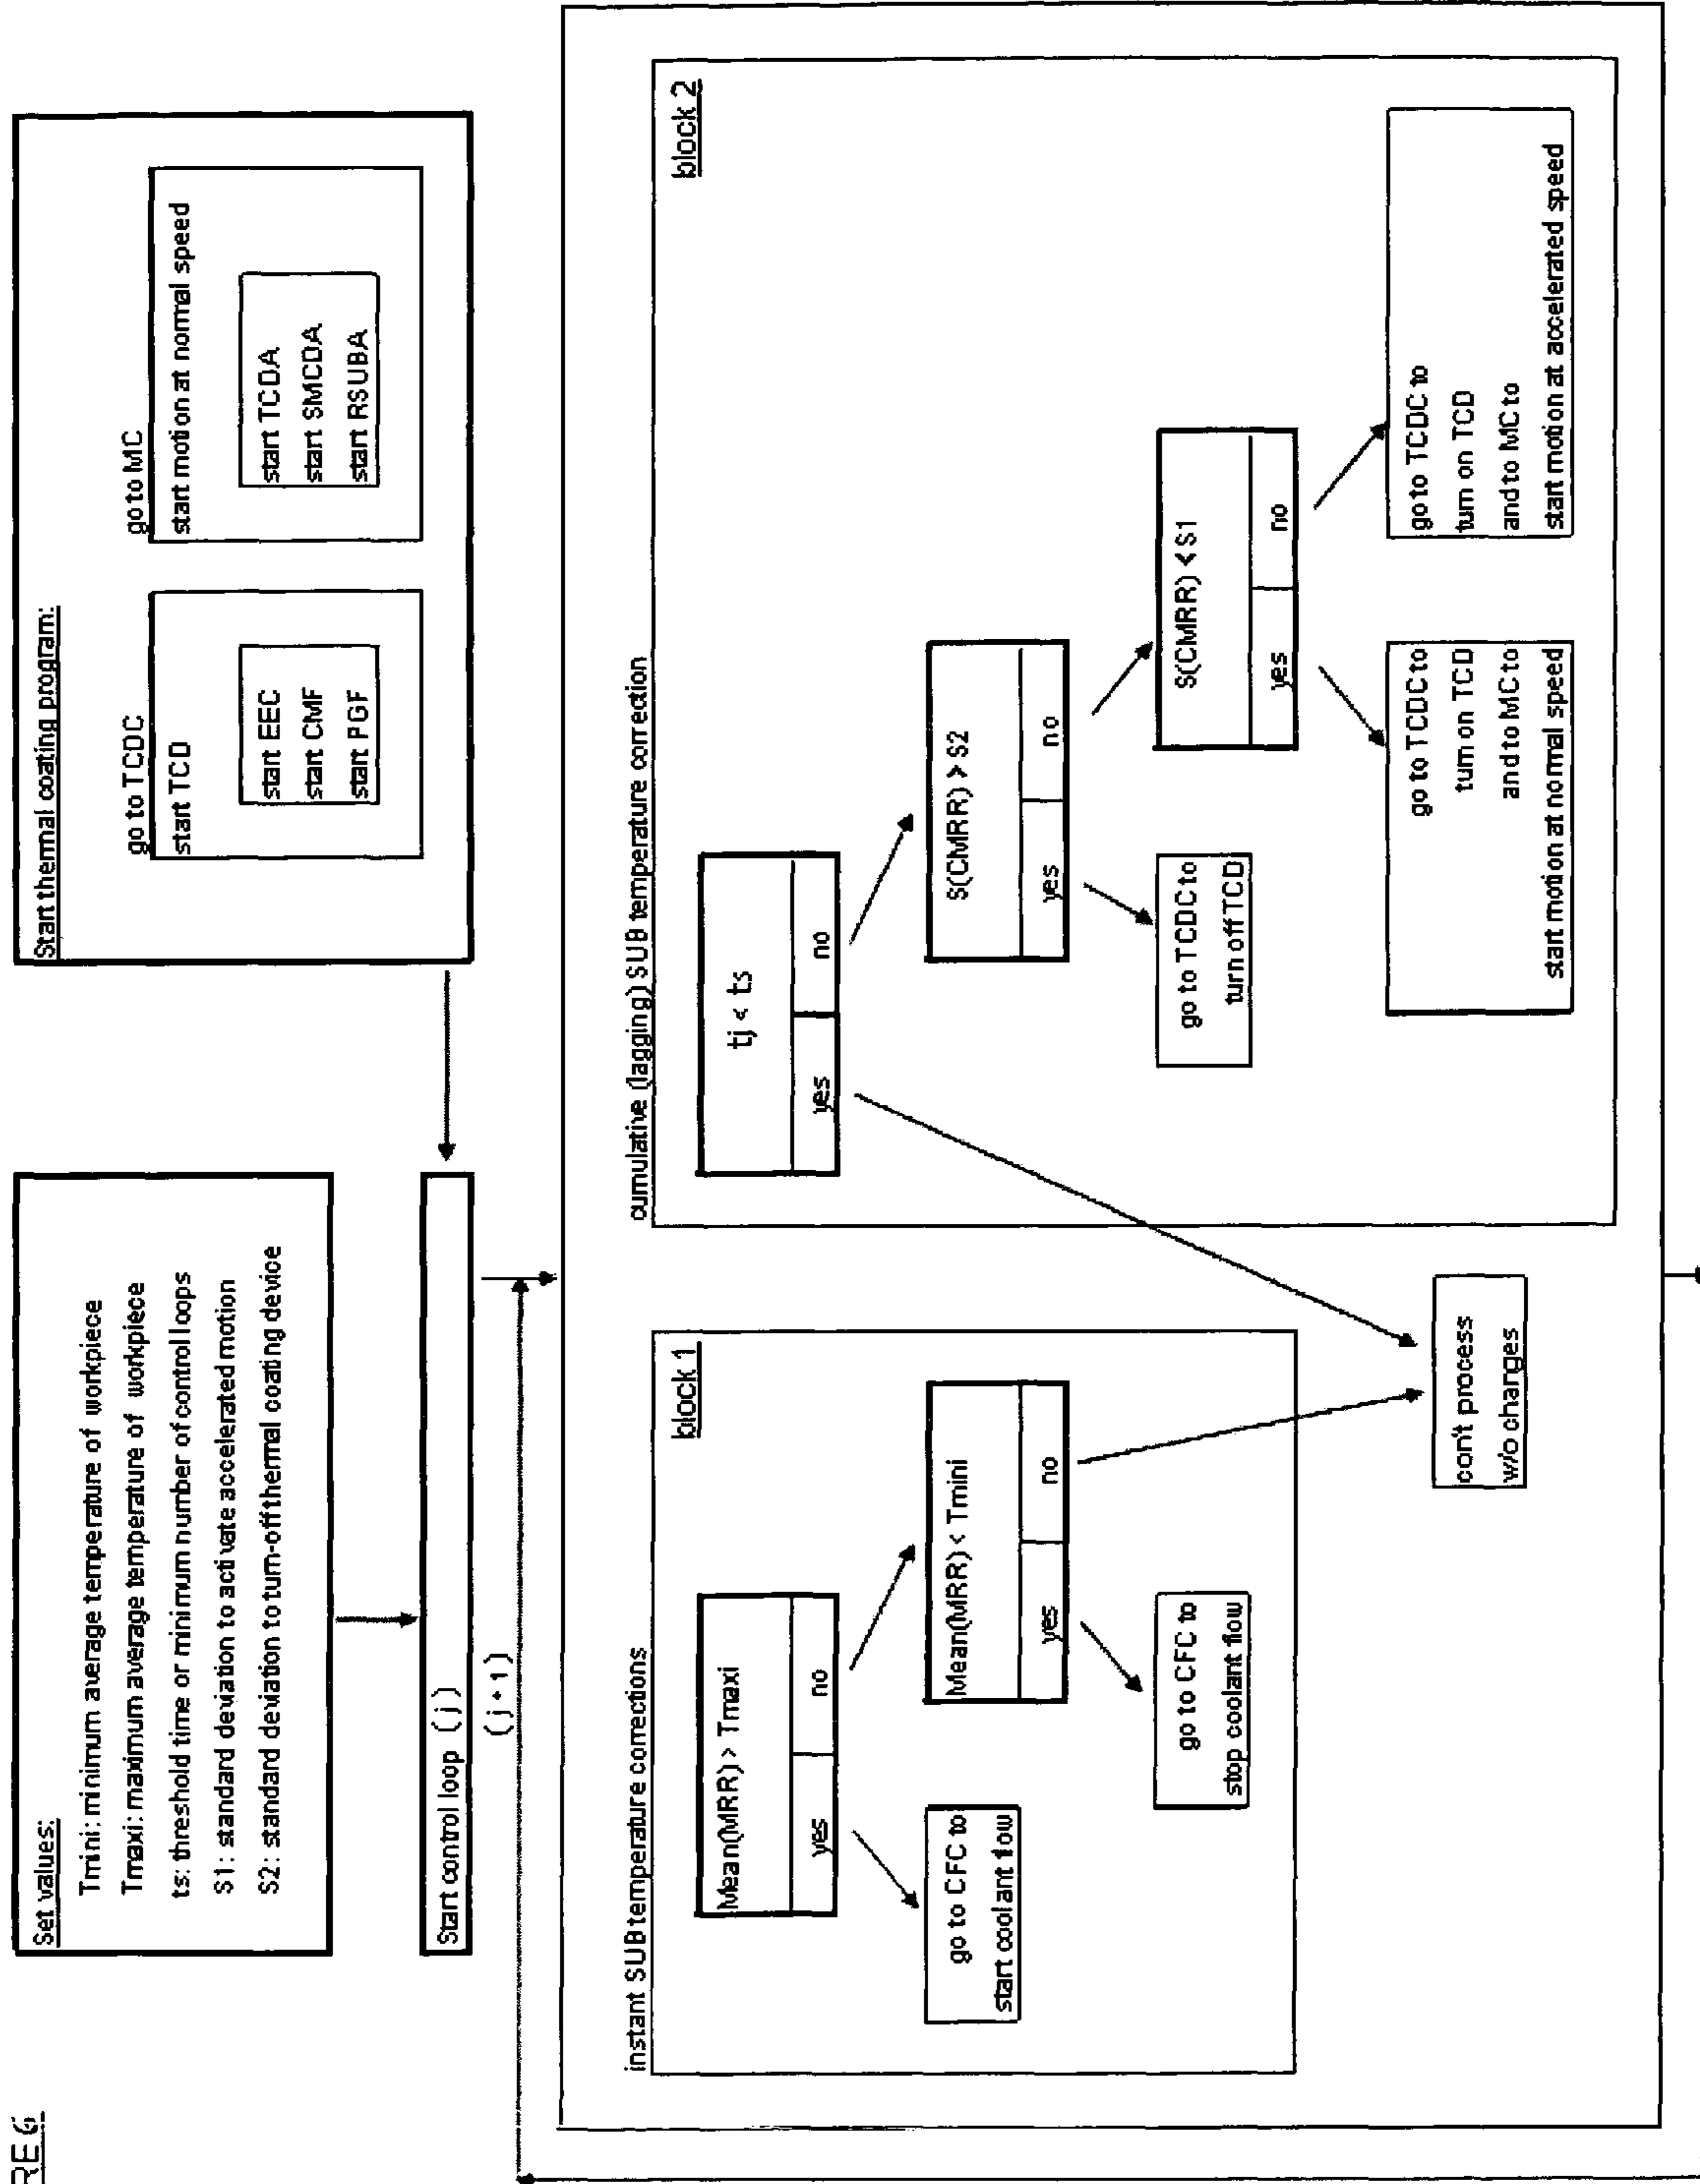 RE 6
Set values:
Tmini: minimum average temperature of workpiece
Tmaxi: maximum average temperature of workpiece
ts: threshold time or minimum number of control loops
S1: standard deviation to activate accelerated motion
S2: standard deviation to turn-off thermal coating device
Start thermal coating program:
go to TCDC
start TCD
start EEC
start CMF
start PGF
go to MC
start motion at normal speed
start TCDA
start SMCDA
start RSUBA
Start control loop (j)
(j+1)
instant SUB temperature corrections
block 1
Mean(MRR) > Tmaxi
yes
no
go to CFC to
start coolant flow
Mean(MRR) < Tmini
yes
no
go to CFC to
stop coolant flow
con't process
w/o changes
cumulative (lagging) SUB temperature correction
block 2
tj < ts
yes
no
S(CMRR) > S2
yes
no
go to TCDC to
turn off TCD
S(CMRR) < S1
yes
no
go to TCDC to
turn on TCD
and to MC to
start motion at normal speed
go to TCDC to
turn on TCD
and to MC to
start motion at accelerated speed